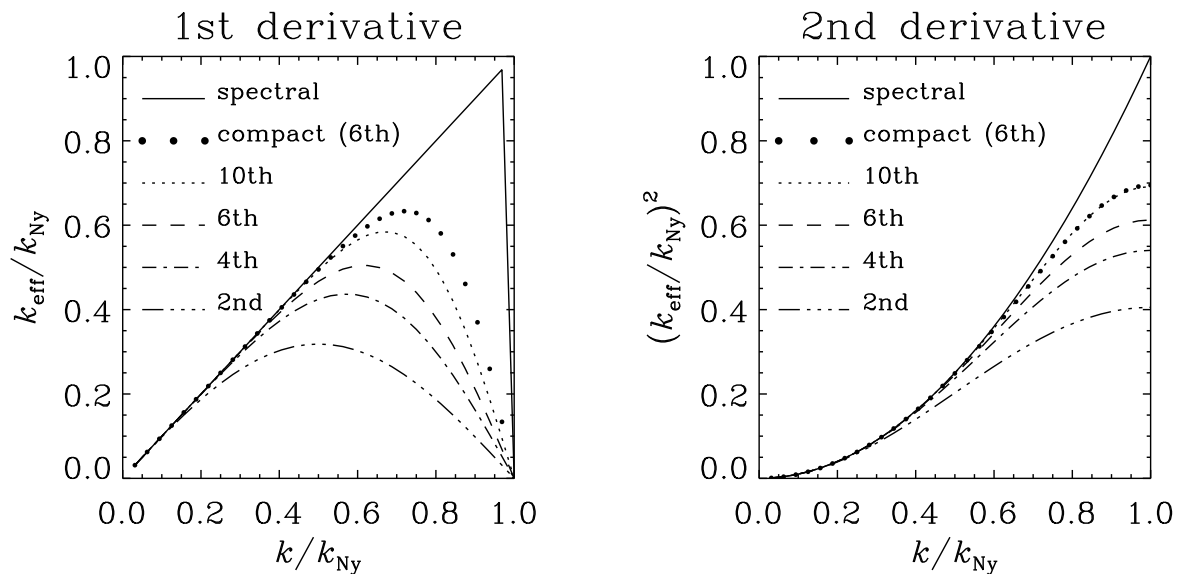 1st derivative
1.0
0.8
0.6
0.4
0.2
0.0
k_eff/k_Ny
spectral
compact (6th)
10th
6th
4th
2nd
0.0 0.2 0.4 0.6 0.8 1.0
k/k_Ny
2nd derivative
1.0
0.8
0.6
0.4
0.2
0.0
(k_eff/k_Ny)^2
spectral
compact (6th)
10th
6th
4th
2nd
0.0 0.2 0.4 0.6 0.8 1.0
k/k_Ny